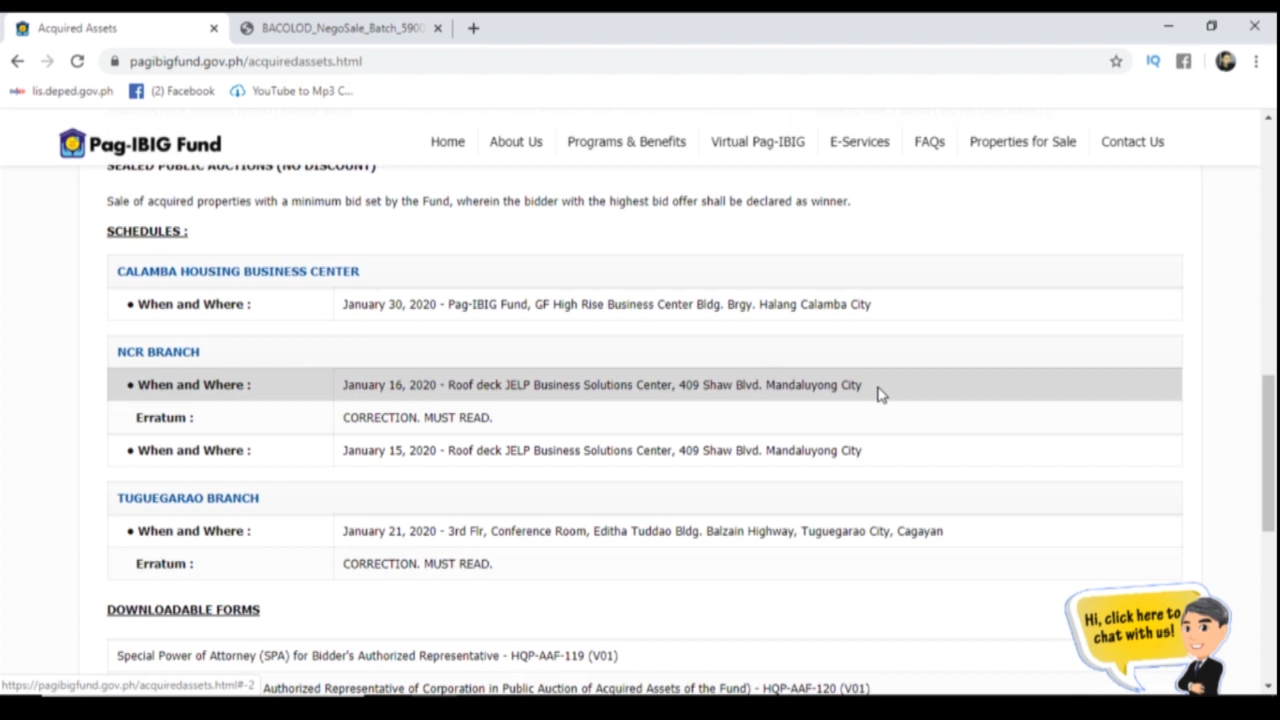 Acquired Assets
BACOLOD_NegoSale_Batch_5900
pagibigfund.gov.ph/acquiredassets.html
IQ
lis.deped.gov.ph
(2) Facebook
YouTube to Mp3 C...
Pag-IBIG Fund
Home
About Us
Programs & Benefits
Virtual Pag-IBIG
E-Services
FAQs
Properties for Sale
Contact Us
SEALED PUBLIC AUCTIONS (NO DISCOUNT)
Sale of acquired properties with a minimum bid set by the Fund, wherein the bidder with the highest bid offer shall be declared as winner.
SCHEDULES :
CALAMBA HOUSING BUSINESS CENTER
• When and Where : January 30, 2020 - Pag-IBIG Fund, GF High Rise Business Center Bldg. Brgy. Halang Calamba City
NCR BRANCH
• When and Where : January 16, 2020 - Roof deck JELP Business Solutions Center, 409 Shaw Blvd. Mandaluyong City
Erratum : CORRECTION. MUST READ.
• When and Where : January 15, 2020 - Roof deck JELP Business Solutions Center, 409 Shaw Blvd. Mandaluyong City
TUGUEGARAO BRANCH
• When and Where : January 21, 2020 - 3rd Flr, Conference Room, Editha Tuddao Bldg. Balzain Highway, Tuguegarao City, Cagayan
Erratum : CORRECTION. MUST READ.
DOWNLOADABLE FORMS
Hi, click here to
chat with us!
Special Power of Attorney (SPA) for Bidder's Authorized Representative - HQP-AAF-119 (V01)
https://pagibigfund.gov.ph/acquiredassets.html#-2
Authorized Representative of Corporation in Public Auction of Acquired Assets of the Fund) - HQP-AAF-120 (V01)